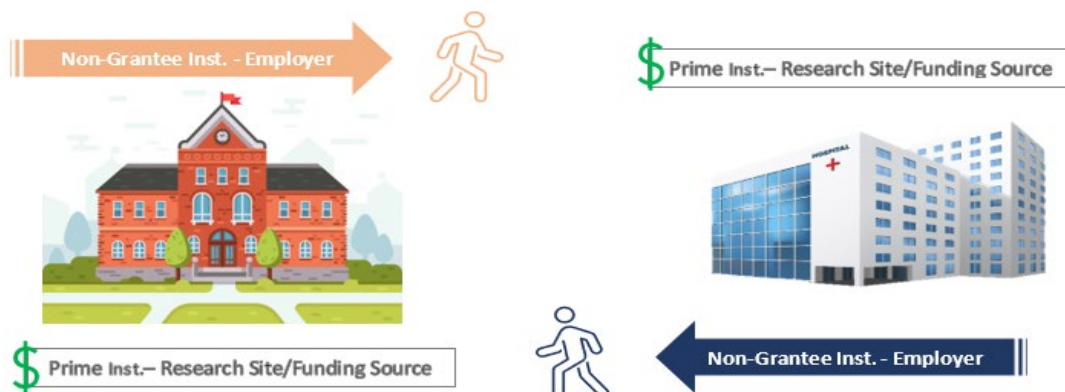 Non-Grantee Inst. - Employer
$ Prime Inst.– Research Site/Funding Source
HOSPITAL
$ Prime Inst.– Research Site/Funding Source
Non-Grantee Inst. - Employer